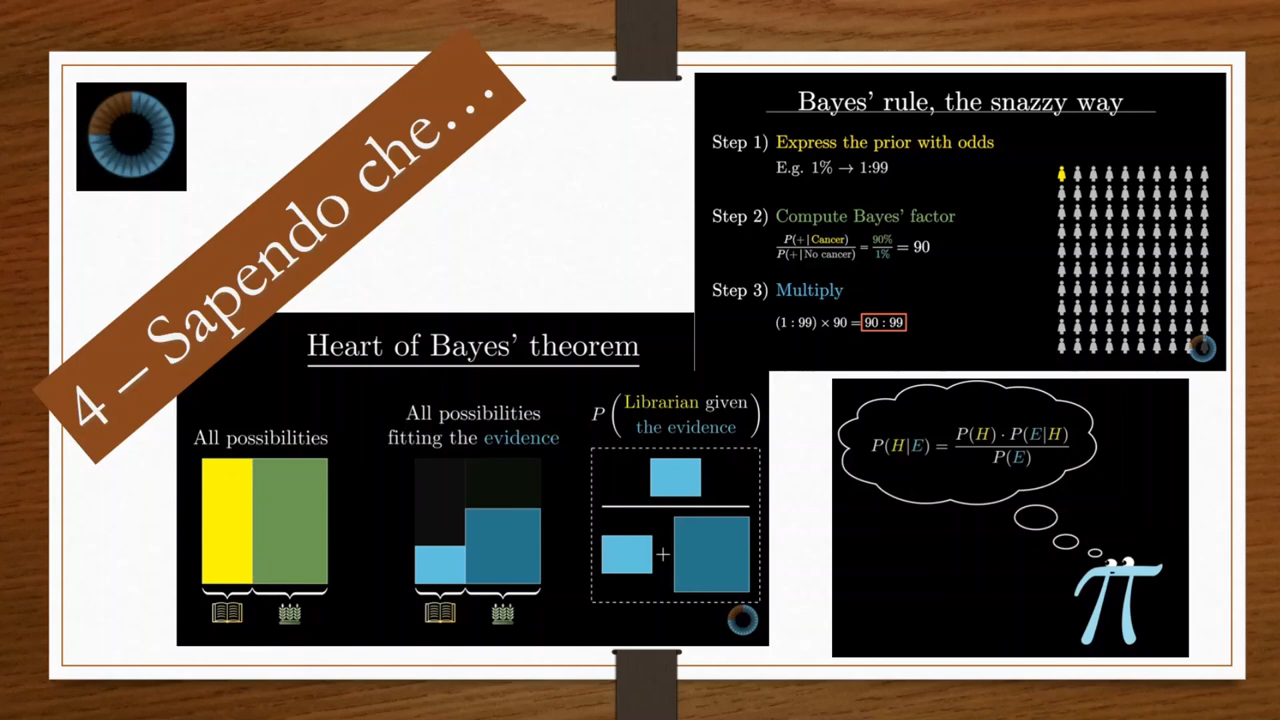 4 – Sapendo che…
Bayes’ rule, the snazzy way
Step 1) Express the prior with odds
E.g. 1% → 1:99
Step 2) Compute Bayes’ factor
P(+|Cancer) / P(+|No cancer) = 90% / 1% = 90
Step 3) Multiply
(1 : 99) × 90 = 90 : 99
Heart of Bayes’ theorem
All possibilities
All possibilities
fitting the evidence
P ( Librarian given
the evidence )
+
P(H|E) = P(H) · P(E|H) / P(E)
π